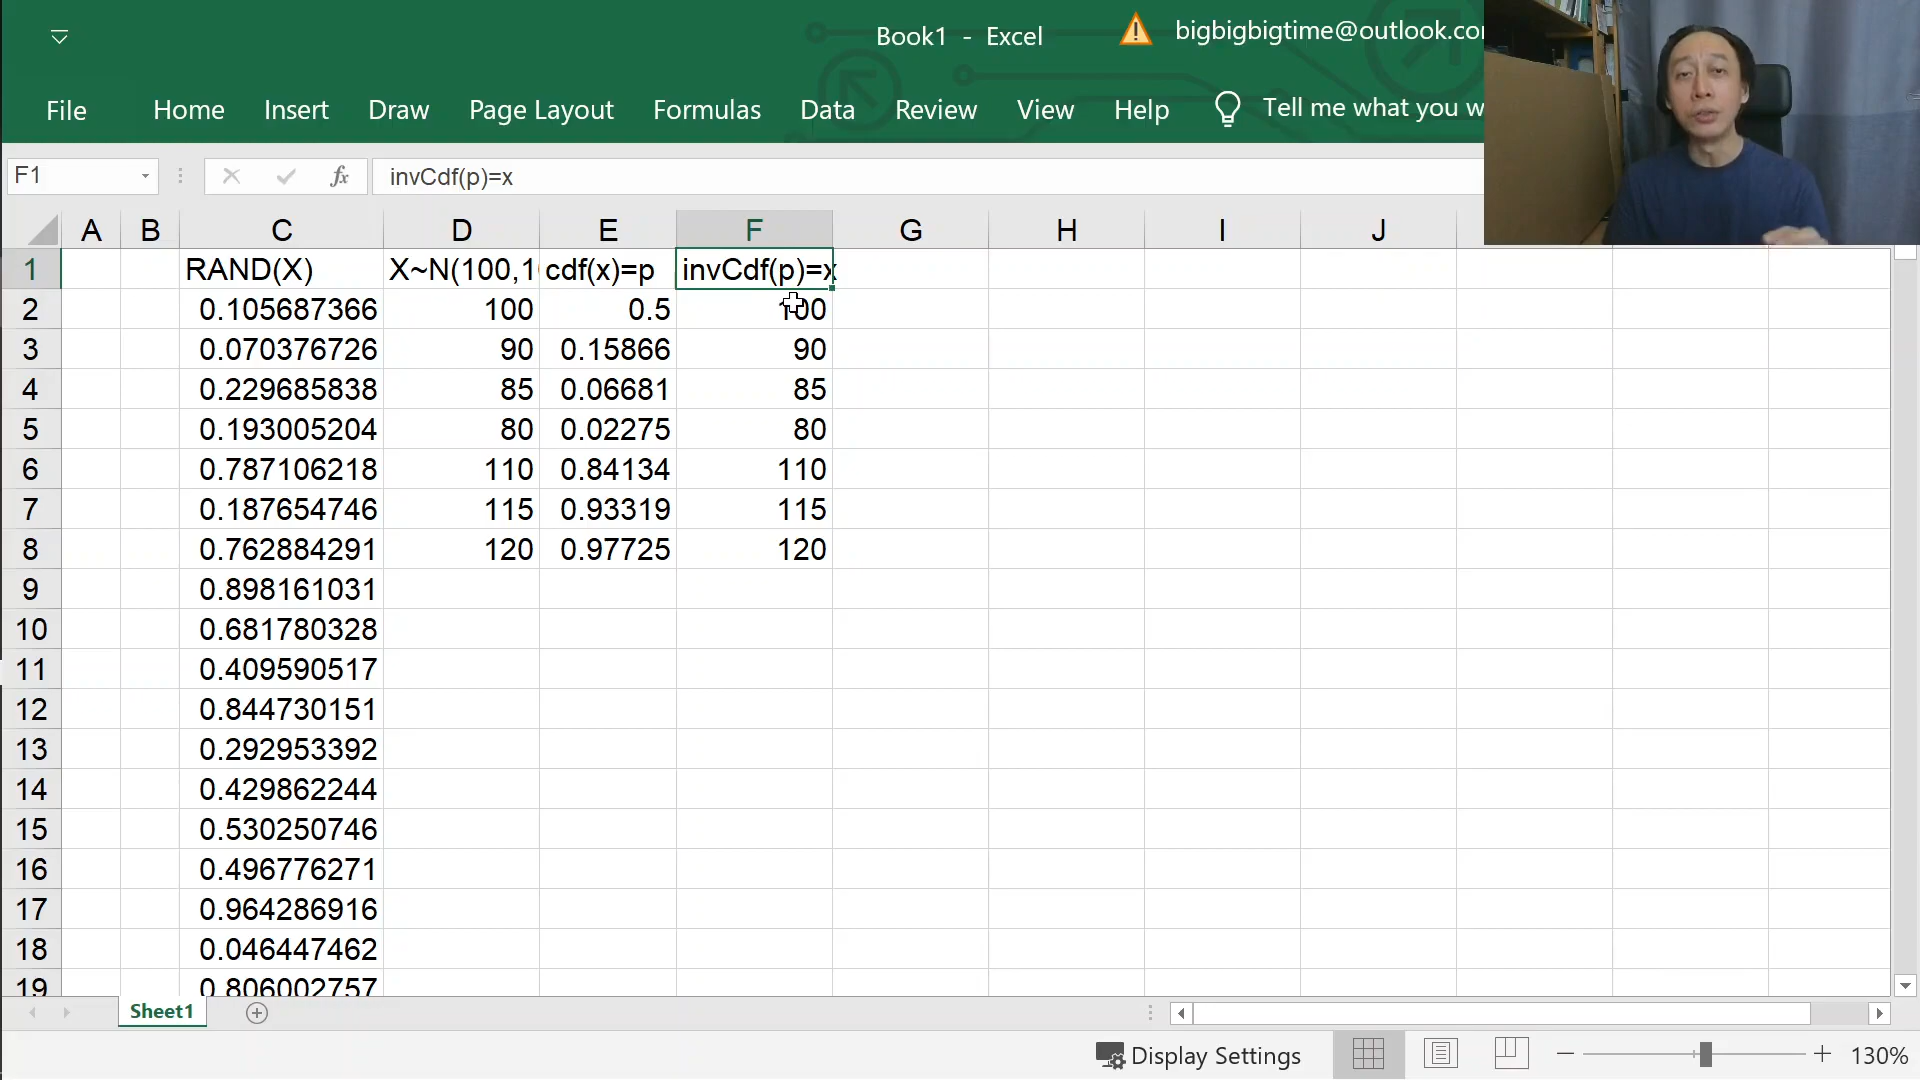 Book1 - Excel
bigbigbigtime@outlook.co
File Home Insert Draw Page Layout Formulas Data Review View Help Tell me what you w
F1 fx invCdf(p)=x
A B C D E F G H I J
1 RAND(X) X~N(100,1 cdf(x)=p invCdf(p)=x
2 0.105687366 100 0.5 100
3 0.070376726 90 0.15866 90
4 0.229685838 85 0.06681 85
5 0.193005204 80 0.02275 80
6 0.787106218 110 0.84134 110
7 0.187654746 115 0.93319 115
8 0.762884291 120 0.97725 120
9 0.898161031
10 0.681780328
11 0.409590517
12 0.844730151
13 0.292953392
14 0.429862244
15 0.530250746
16 0.496776271
17 0.964286916
18 0.046447462
19 0.806002757
Sheet1
Display Settings 130%